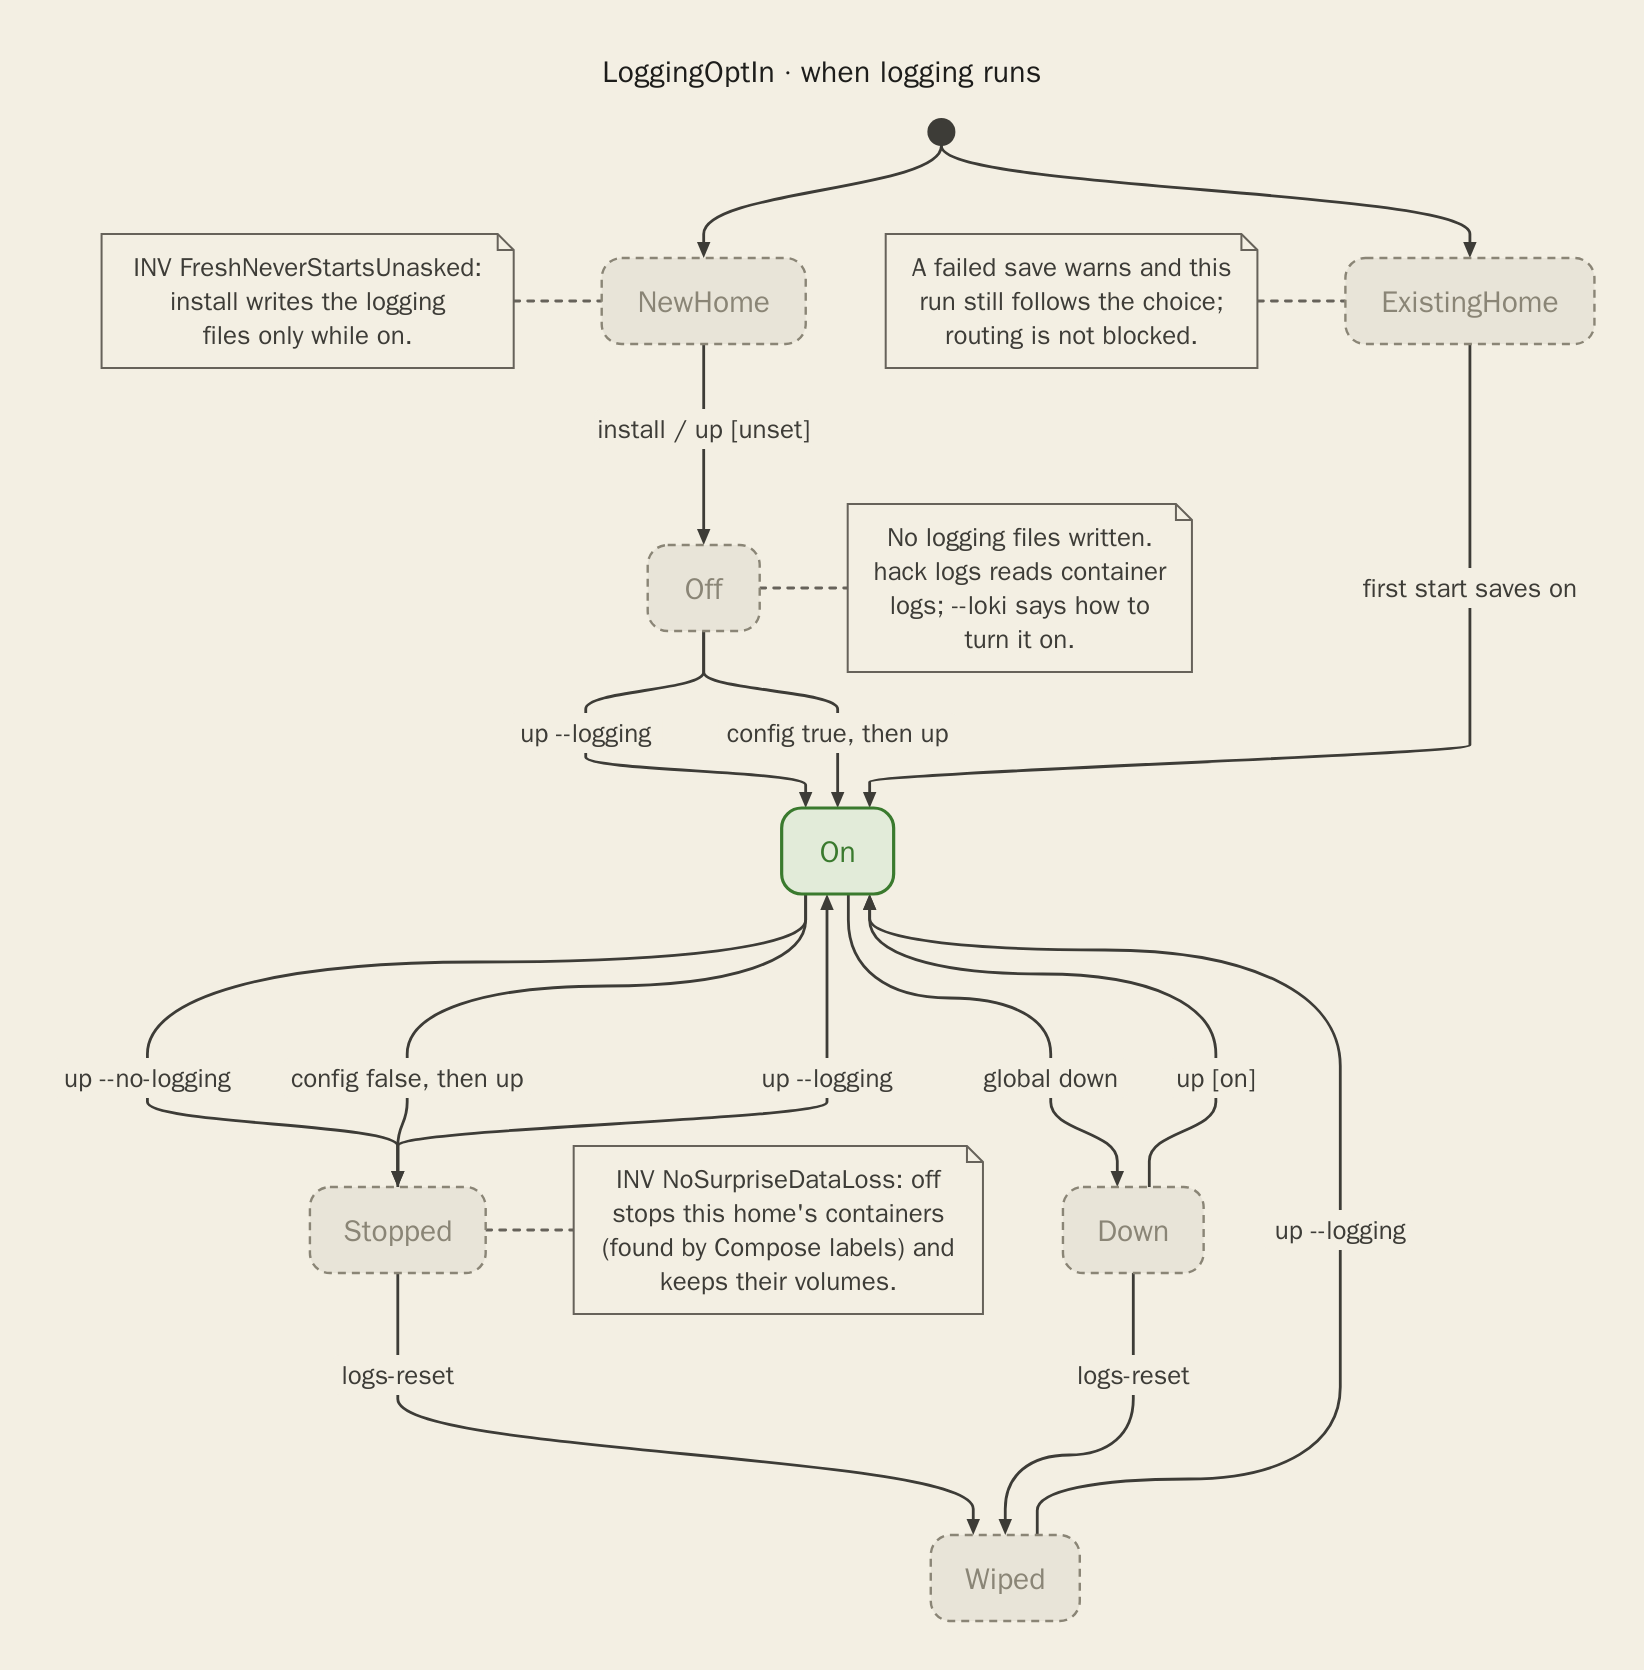 LoggingOptIn · when logging runs
INV FreshNeverStartsUnasked:
install writes the logging
files only while on.
NewHome
A failed save warns and this
run still follows the choice;
routing is not blocked.
ExistingHome
install / up [unset]
No logging files written.
hack logs reads container
logs; --loki says how to
turn it on.
Off
first start saves on
up --logging
config true, then up
On
up --no-logging
config false, then up
up --logging
global down
up [on]
Stopped
INV NoSurpriseDataLoss: off
stops this home's containers
(found by Compose labels) and
keeps their volumes.
Down
up --logging
logs-reset
logs-reset
Wiped